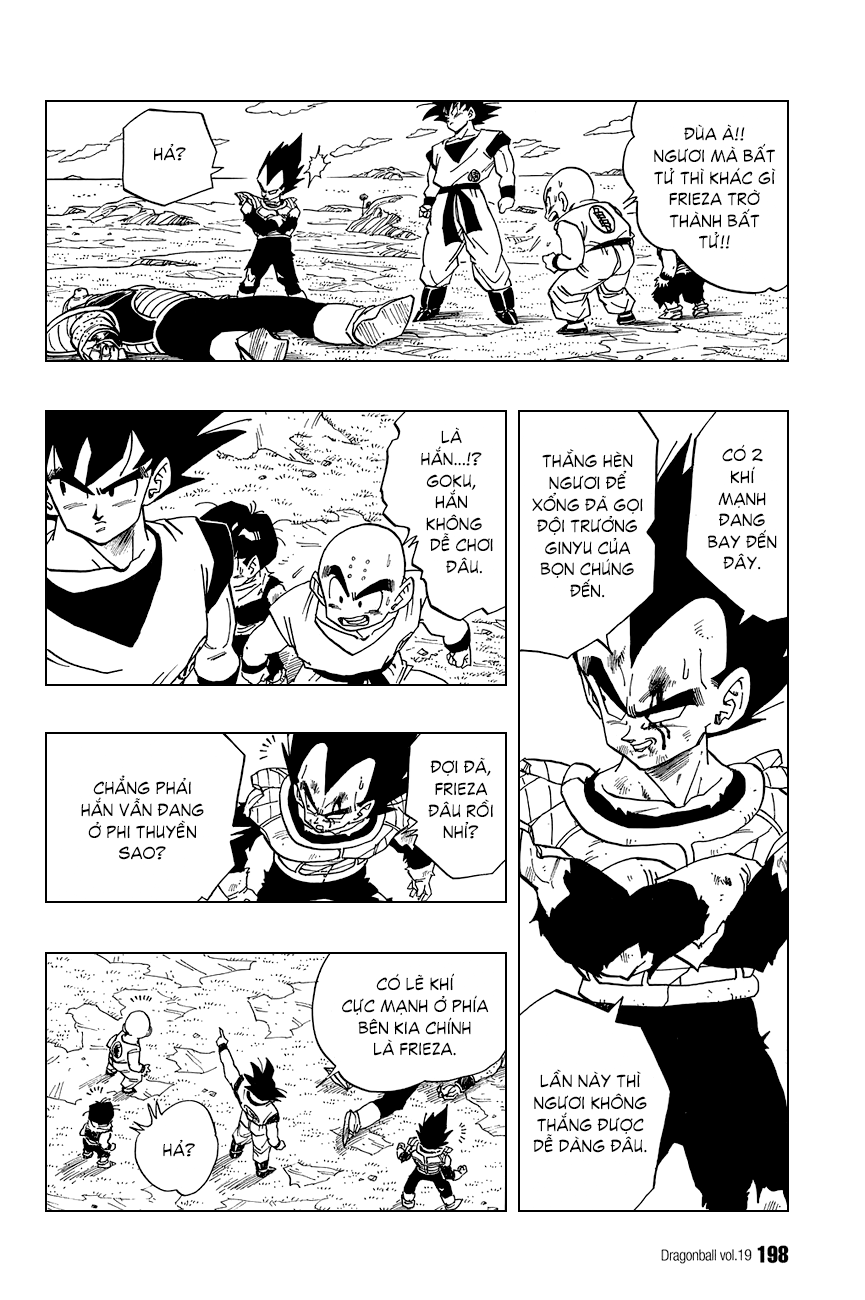 ĐÙA À!!
NGƯƠI MÀ BẤT
TỬ THÌ KHÁC GÌ
FRIEZA TRỞ
THÀNH BẤT
TỬ!!
HẢ?
CÓ 2
KHÍ
MẠNH
ĐANG
BAY ĐẾN
ĐÂY.
THẰNG HÈN
NGƯƠI ĐỂ
XỔNG ĐÃ GỌI
ĐỘI TRƯỞNG
GINYU CỦA
BỌN CHÚNG
ĐẾN.
LẦN NÀY THÌ
NGƯƠI KHÔNG
THẮNG ĐƯỢC
DỄ DÀNG ĐÂU.
LÀ
HẮN...!?
GOKU,
HẮN
KHÔNG
DỄ CHƠI
ĐÂU.
ĐỢI ĐÃ,
FRIEZA
ĐÂU RỒI
NHỈ?
CHẲNG PHẢI
HẮN VẪN ĐANG
Ở PHI THUYỀN
SAO?
CÓ LẼ KHÍ
CỰC MẠNH Ở PHÍA
BÊN KIA CHÍNH
LÀ FRIEZA.
HẢ?
Dragonball vol.19 198